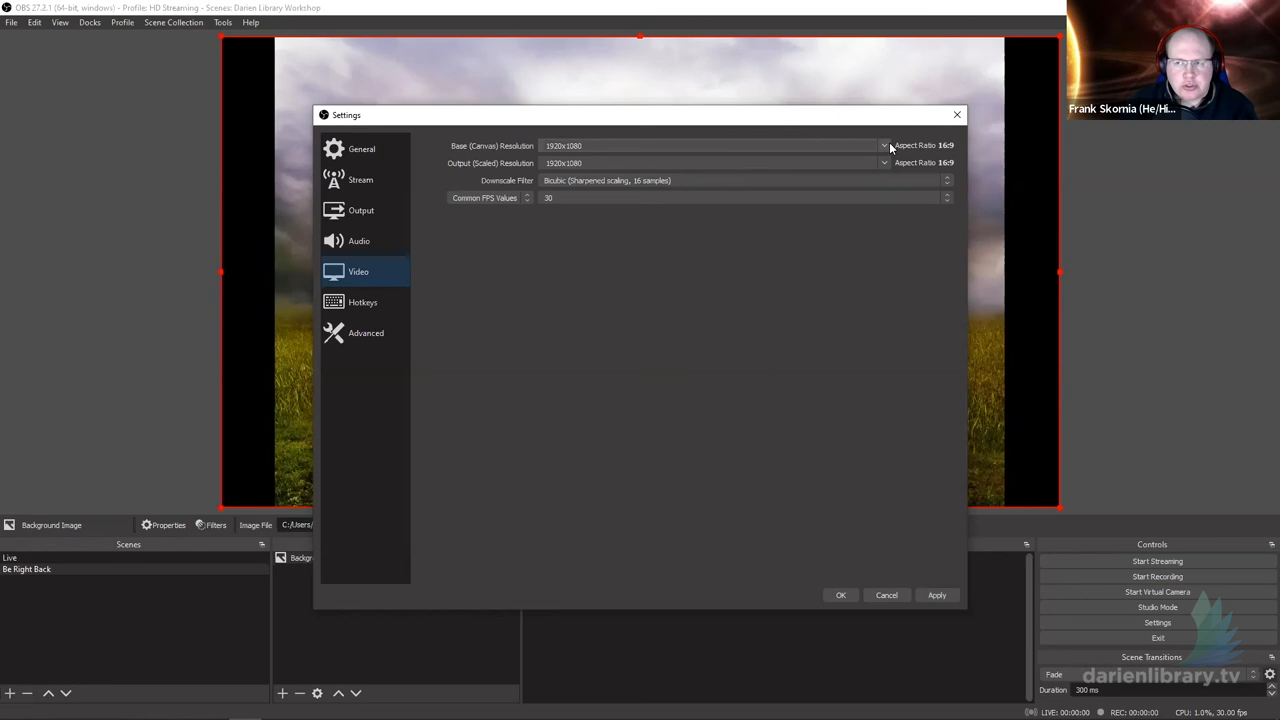 OBS 27.2.1 (64-bit, windows) - Profile: HD Streaming - Scenes: Darien Library Workshop
File Edit View Docks Profile Scene Collection Tools Help
Frank Skornia (He/Hi...
Settings
General
Stream
Output
Audio
Video
Hotkeys
Advanced
Base (Canvas) Resolution 1920x1080 Aspect Ratio 16:9
Output (Scaled) Resolution 1920x1080 Aspect Ratio 16:9
Downscale Filter Bicubic (Sharpened scaling, 16 samples)
Common FPS Values 30
OK Cancel Apply
Background Image Properties Filters Image File C:/Users/
Scenes
Live
Be Right Back
Backgr
Controls
Start Streaming
Start Recording
Start Virtual Camera
Studio Mode
Settings
Exit
Scene Transitions
Fade
Duration 300 ms
darienlibrary.tv
LIVE: 00:00:00 REC: 00:00:00 CPU: 1.0%, 30.00 fps